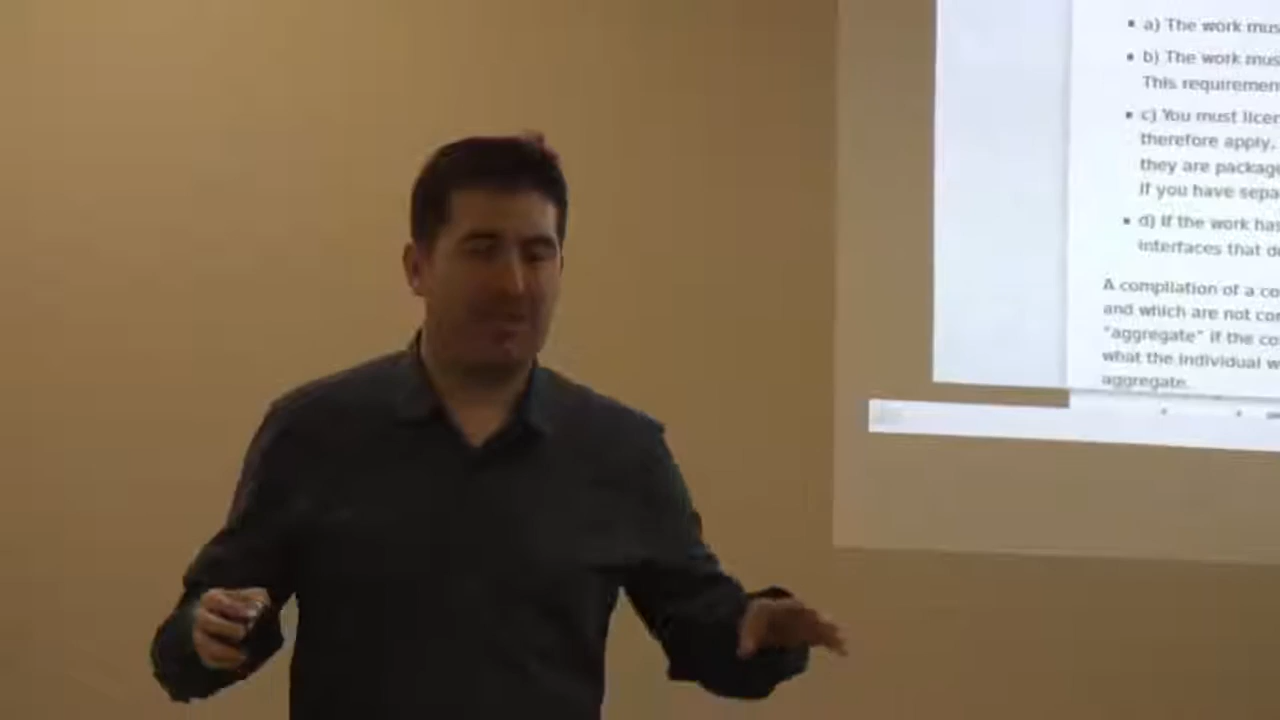 a) The work mus
b) The work mus
This requiremen
c) You must licen
therefore apply,
they are package
If you have sepa
d) If the work has
interfaces that d
A compilation of a co
and which are not con
"aggregate" if the co
what the individual w
aggregate.